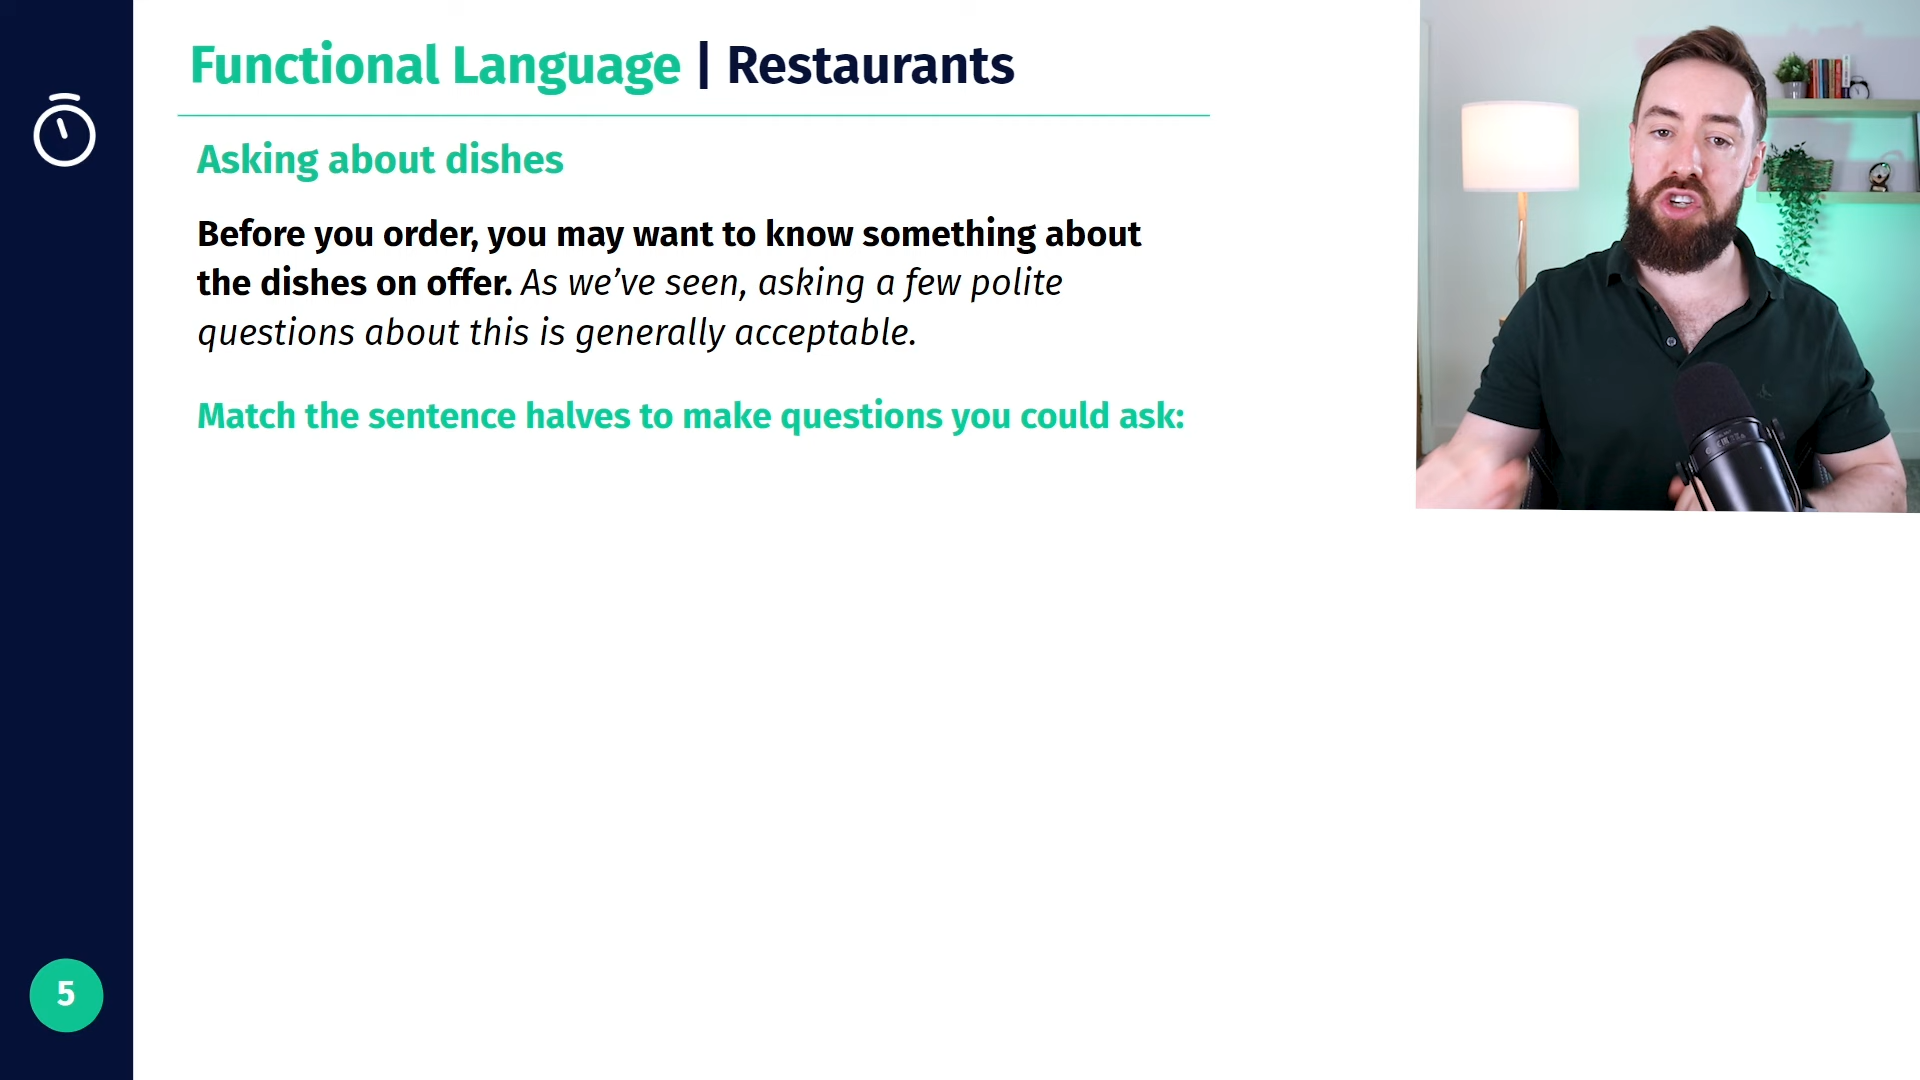 Functional Language | Restaurants
Asking about dishes
Before you order, you may want to know something about
the dishes on offer. As we’ve seen, asking a few polite
questions about this is generally acceptable.
Match the sentence halves to make questions you could ask:
5